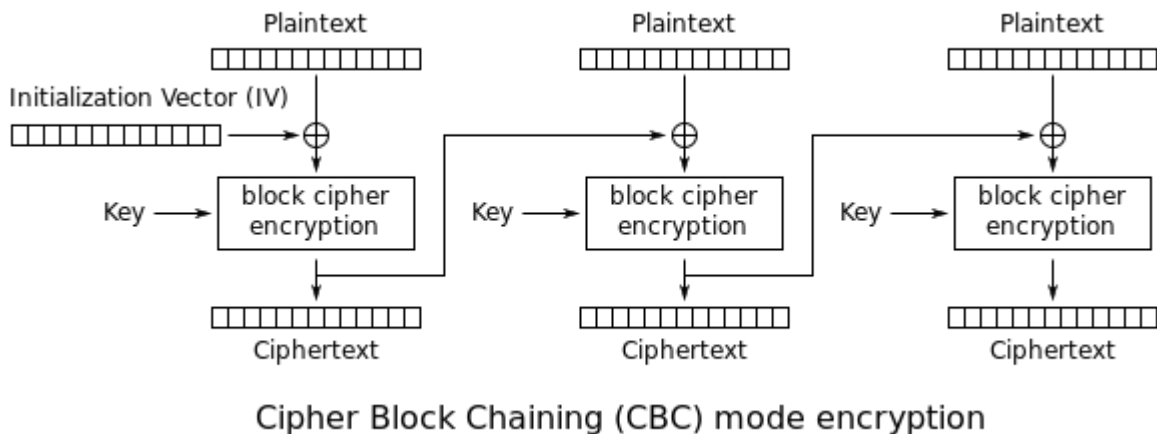 Plaintext
Plaintext
Plaintext
Initialization Vector (IV)
Key
block cipher
encryption
Key
block cipher
encryption
Key
block cipher
encryption
Ciphertext
Ciphertext
Ciphertext
Cipher Block Chaining (CBC) mode encryption